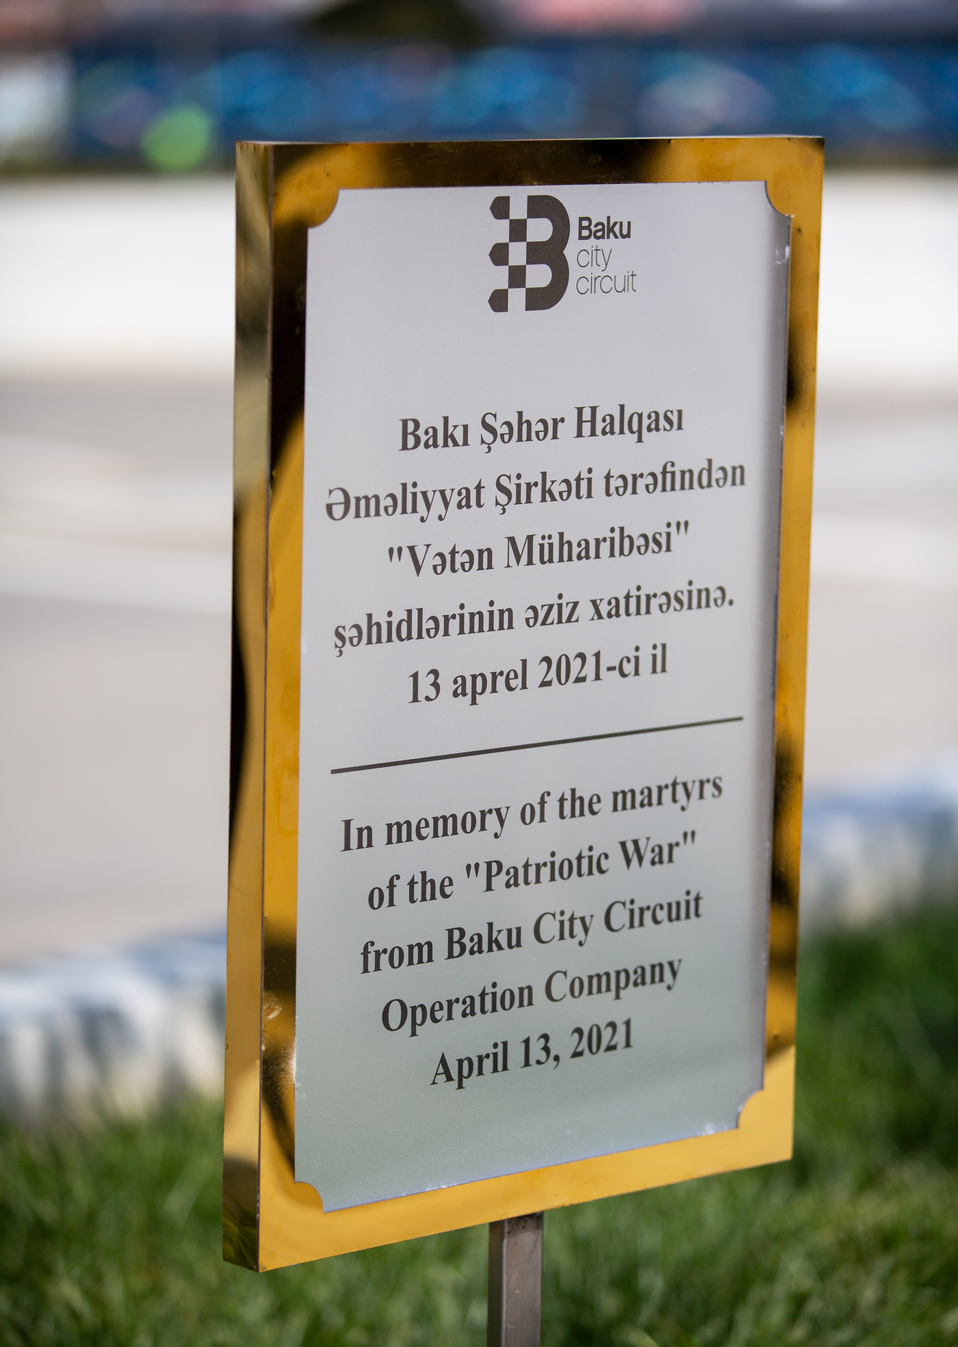 Baku
city
circuit
Bakı Şəhər Halqası
Əməliyyat Şirkəti tərəfindən
"Vətən Müharibəsi"
şəhidlərinin əziz xatirəsinə.
13 aprel 2021-ci il
In memory of the martyrs
of the "Patriotic War"
from Baku City Circuit
Operation Company
April 13, 2021